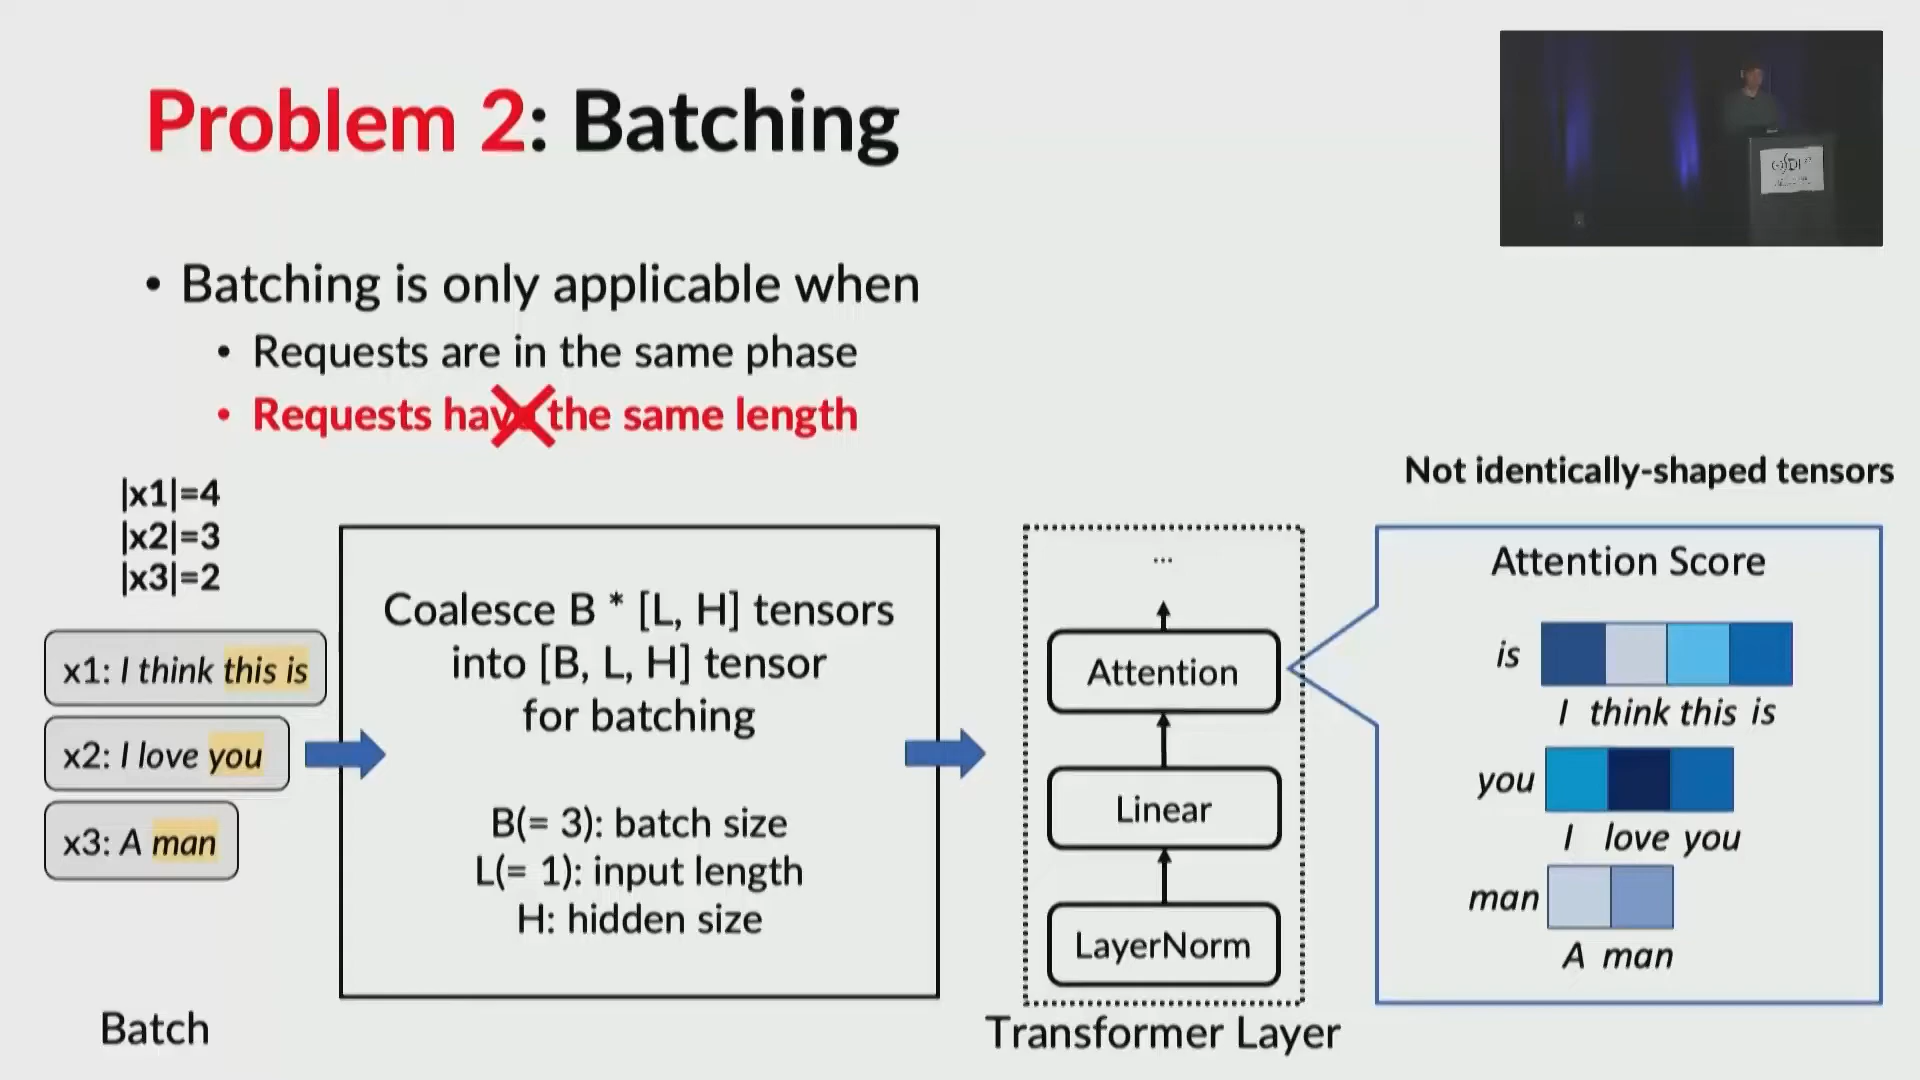 Problem 2: Batching
• Batching is only applicable when
• Requests are in the same phase
• Requests have the same length
|x1|=4
|x2|=3
|x3|=2
x1: I think this is
x2: I love you
x3: A man
Batch
Coalesce B * [L, H] tensors
into [B, L, H] tensor
for batching
B(= 3): batch size
L(= 1): input length
H: hidden size
...
Attention
Linear
LayerNorm
Transformer Layer
Not identically-shaped tensors
Attention Score
is
I think this is
you
I love you
man
A man